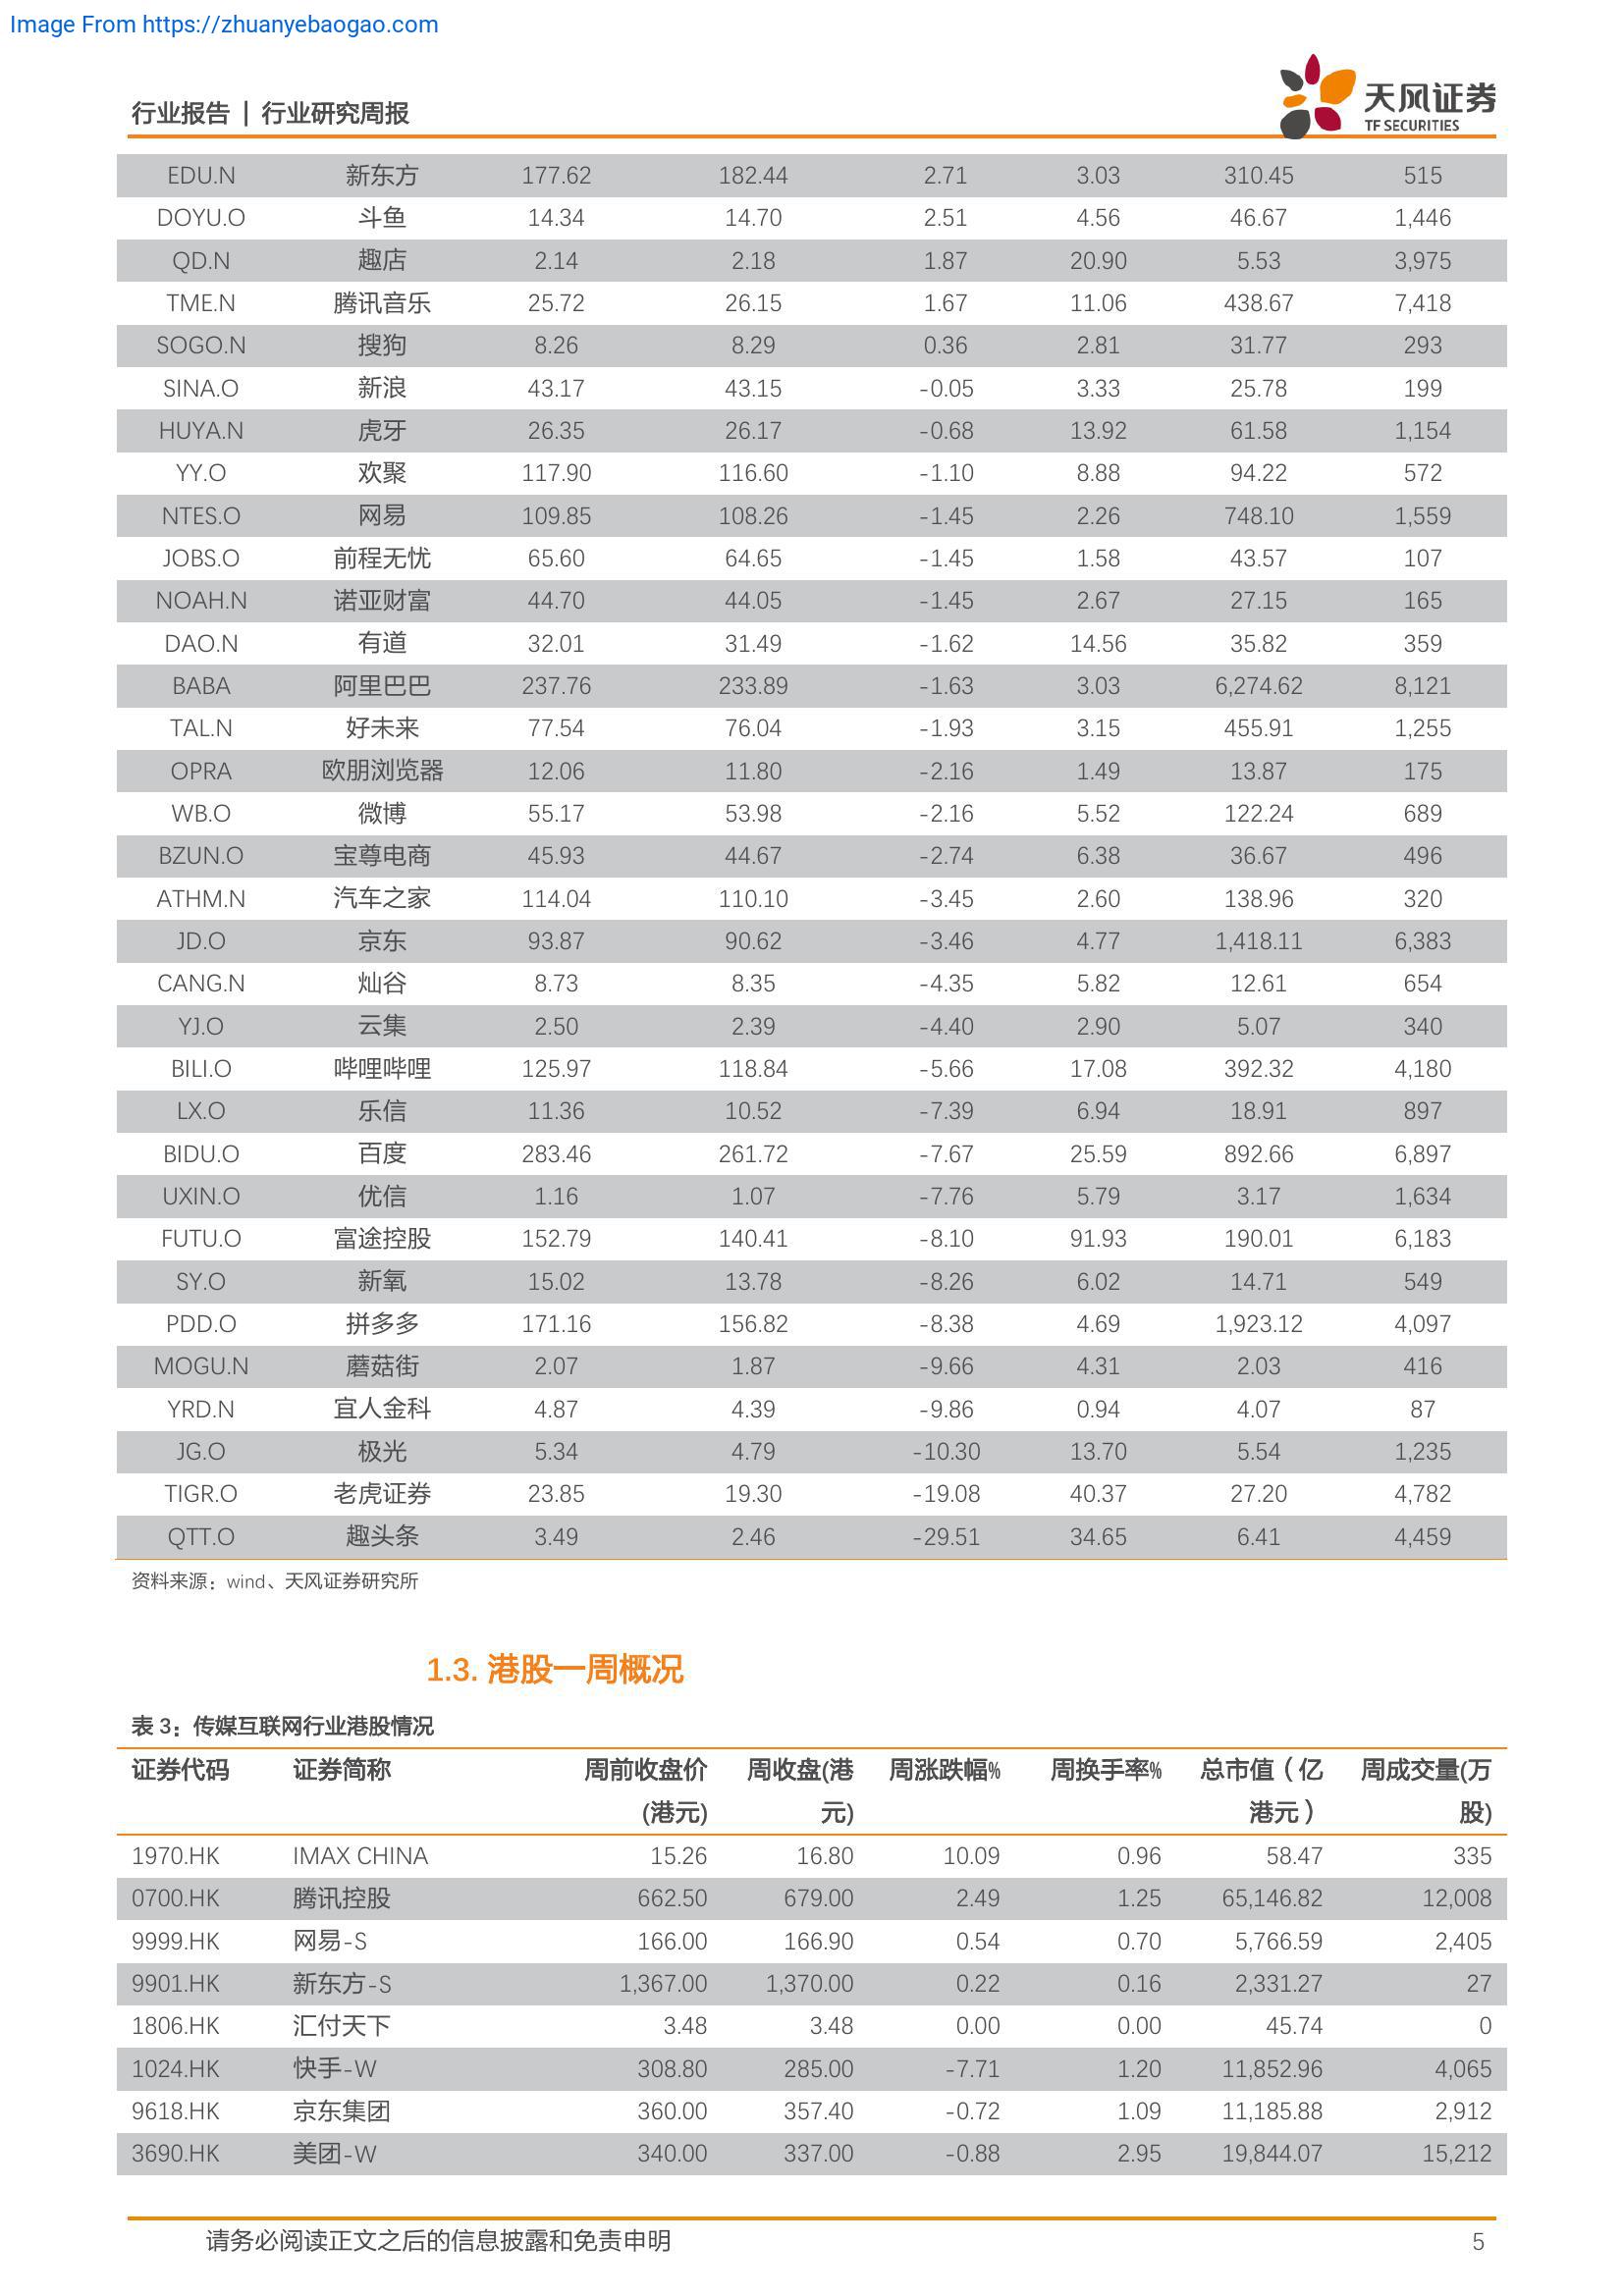 Image From https://zhuanyebaogao.com
行业报告 | 行业研究周报
天风证券
TF SECURITIES
EDU.N 新东方 177.62 182.44 2.71 3.03 310.45 515
DOYU.O 斗鱼 14.34 14.70 2.51 4.56 46.67 1,446
QD.N 趣店 2.14 2.18 1.87 20.90 5.53 3,975
TME.N 腾讯音乐 25.72 26.15 1.67 11.06 438.67 7,418
SOGO.N 搜狗 8.26 8.29 0.36 2.81 31.77 293
SINA.O 新浪 43.17 43.15 -0.05 3.33 25.78 199
HUYA.N 虎牙 26.35 26.17 -0.68 13.92 61.58 1,154
YY.O 欢聚 117.90 116.60 -1.10 8.88 94.22 572
NTES.O 网易 109.85 108.26 -1.45 2.26 748.10 1,559
JOBS.O 前程无忧 65.60 64.65 -1.45 1.58 43.57 107
NOAH.N 诺亚财富 44.70 44.05 -1.45 2.67 27.15 165
DAO.N 有道 32.01 31.49 -1.62 14.56 35.82 359
BABA 阿里巴巴 237.76 233.89 -1.63 3.03 6,274.62 8,121
TAL.N 好未来 77.54 76.04 -1.93 3.15 455.91 1,255
OPRA 欧朋浏览器 12.06 11.80 -2.16 1.49 13.87 175
WB.O 微博 55.17 53.98 -2.16 5.52 122.24 689
BZUN.O 宝尊电商 45.93 44.67 -2.74 6.38 36.67 496
ATHM.N 汽车之家 114.04 110.10 -3.45 2.60 138.96 320
JD.O 京东 93.87 90.62 -3.46 4.77 1,418.11 6,383
CANG.N 灿谷 8.73 8.35 -4.35 5.82 12.61 654
YJ.O 云集 2.50 2.39 -4.40 2.90 5.07 340
BILI.O 哔哩哔哩 125.97 118.84 -5.66 17.08 392.32 4,180
LX.O 乐信 11.36 10.52 -7.39 6.94 18.91 897
BIDU.O 百度 283.46 261.72 -7.67 25.59 892.66 6,897
UXIN.O 优信 1.16 1.07 -7.76 5.79 3.17 1,634
FUTU.O 富途控股 152.79 140.41 -8.10 91.93 190.01 6,183
SY.O 新氧 15.02 13.78 -8.26 6.02 14.71 549
PDD.O 拼多多 171.16 156.82 -8.38 4.69 1,923.12 4,097
MOGU.N 蘑菇街 2.07 1.87 -9.66 4.31 2.03 416
YRD.N 宜人金科 4.87 4.39 -9.86 0.94 4.07 87
JG.O 极光 5.34 4.79 -10.30 13.70 5.54 1,235
TIGR.O 老虎证券 23.85 19.30 -19.08 40.37 27.20 4,782
QTT.O 趣头条 3.49 2.46 -29.51 34.65 6.41 4,459
资料来源：wind、天风证券研究所
1.3. 港股一周概况
表 3：传媒互联网行业港股情况
证券代码 证券简称 周前收盘价 周收盘(港 周涨跌幅% 周换手率% 总市值（亿 周成交量(万
(港元) 元) 港元） 股)
1970.HK IMAX CHINA 15.26 16.80 10.09 0.96 58.47 335
0700.HK 腾讯控股 662.50 679.00 2.49 1.25 65,146.82 12,008
9999.HK 网易-S 166.00 166.90 0.54 0.70 5,766.59 2,405
9901.HK 新东方-S 1,367.00 1,370.00 0.22 0.16 2,331.27 27
1806.HK 汇付天下 3.48 3.48 0.00 0.00 45.74 0
1024.HK 快手-W 308.80 285.00 -7.71 1.20 11,852.96 4,065
9618.HK 京东集团 360.00 357.40 -0.72 1.09 11,185.88 2,912
3690.HK 美团-W 340.00 337.00 -0.88 2.95 19,844.07 15,212
请务必阅读正文之后的信息披露和免责申明 5